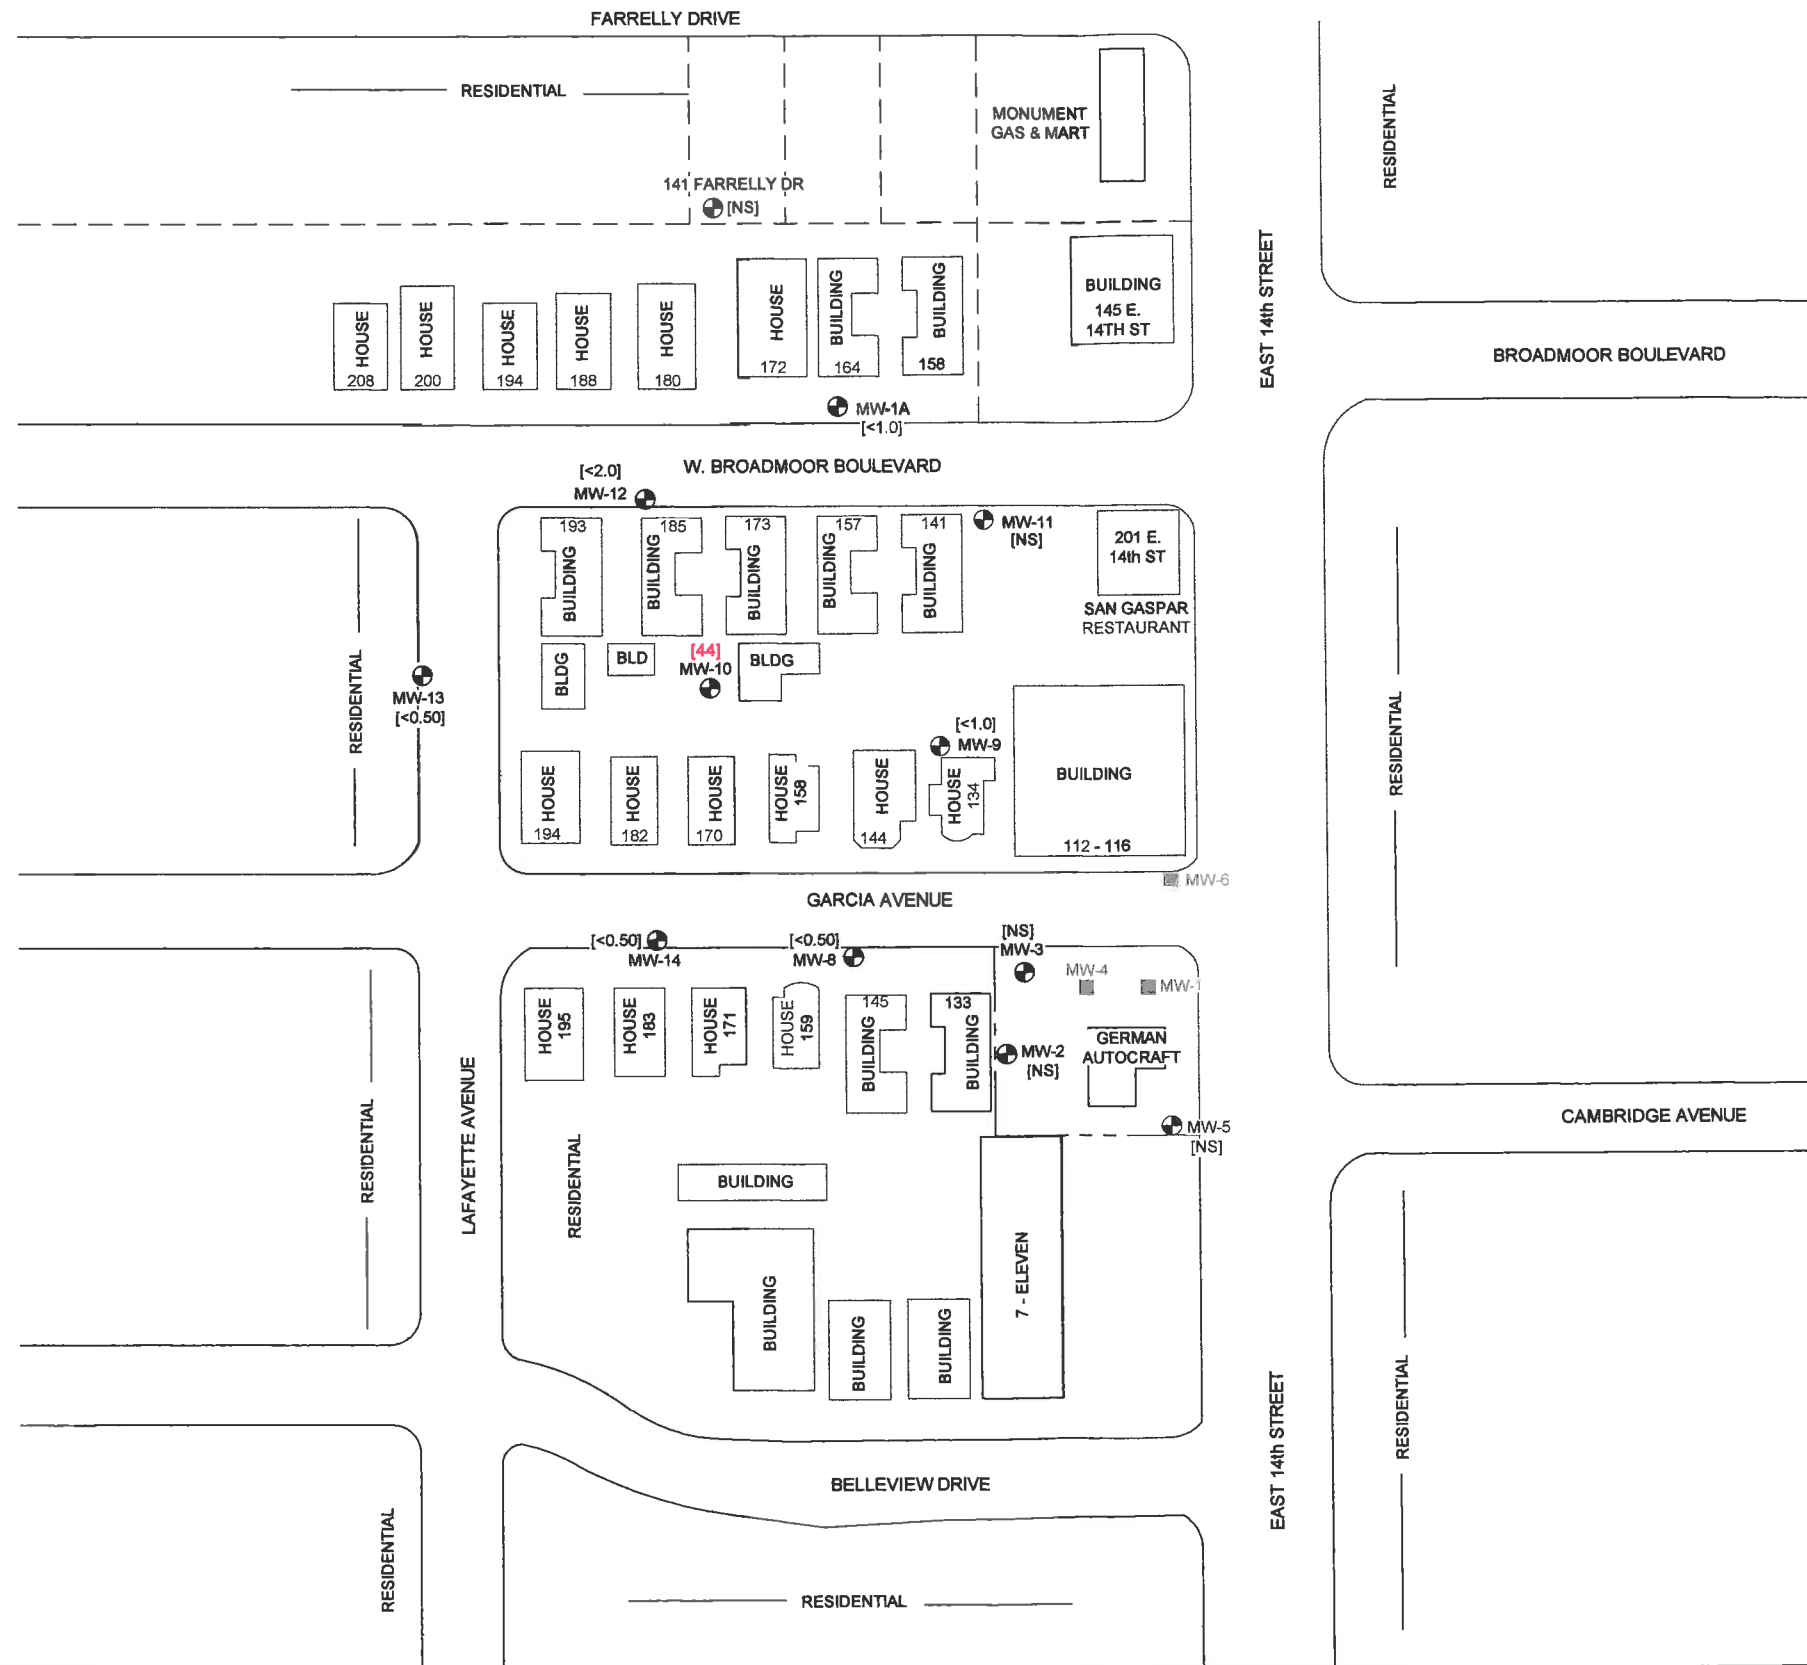 FARRELLY DRIVE
RESIDENTIAL
MONUMENT
GAS & MART
RESIDENTIAL
141 FARRELLY DR
[NS]
EAST 14th STREET
BUILDING
145 E.
14TH ST
HOUSE
208
HOUSE
200
HOUSE
194
HOUSE
188
HOUSE
180
HOUSE
172
BUILDING
164
BUILDING
158
BROADMOOR BOULEVARD
MW-1A
[<1.0]
W. BROADMOOR BOULEVARD
[<2.0]
MW-12
193
BUILDING
185
BUILDING
173
BUILDING
157
BUILDING
141
BUILDING
MW-11
[NS]
201 E.
14th ST
SAN GASPAR
RESTAURANT
RESIDENTIAL
MW-13
[<0.50]
BLDG
BLD
[44]
MW-10
BLDG
[<1.0]
MW-9
RESIDENTIAL
HOUSE
194
HOUSE
182
HOUSE
170
HOUSE
158
HOUSE
144
HOUSE
134
BUILDING
112 - 116
MW-6
GARCIA AVENUE
[<0.50]
MW-14
[<0.50]
MW-8
[NS]
MW-3
MW-4
MW-1
HOUSE
195
HOUSE
183
HOUSE
171
HOUSE
159
145
BUILDING
133
BUILDING
MW-2
[NS]
GERMAN
AUTOCRAFT
MW-5
[NS]
CAMBRIDGE AVENUE
RESIDENTIAL
LAFAYETTE AVENUE
RESIDENTIAL
BUILDING
BUILDING
BUILDING
BUILDING
7 - ELEVEN
RESIDENTIAL
EAST 14th STREET
BELLEVIEW DRIVE
RESIDENTIAL
RESIDENTIAL